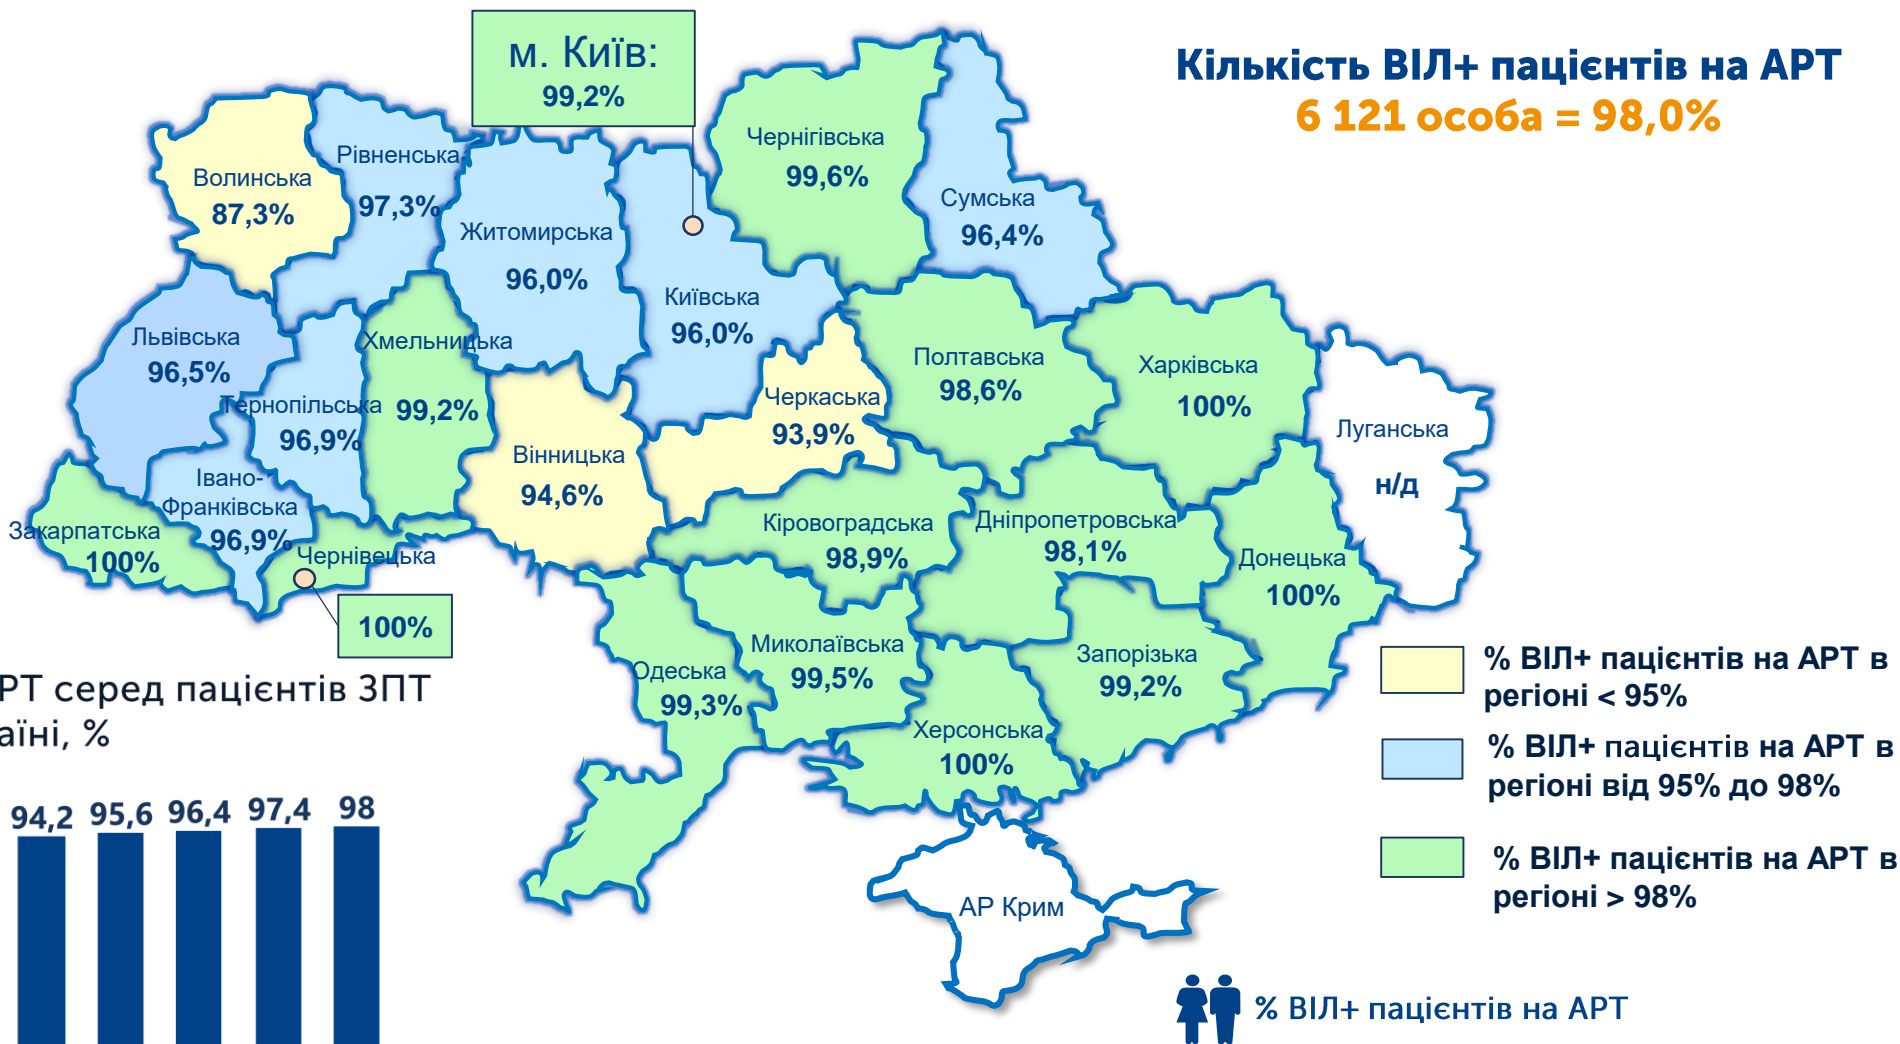 м. Київ:
99,2%
Кількість ВІЛ+ пацієнтів на АРТ
6 121 особа = 98,0%
Волинська
87,3%
Рівненська
97,3%
Житомирська
96,0%
Київська
96,0%
Чернігівська
99,6%
Сумська
96,4%
Львівська
96,5%
Тернопільська
96,9%
Хмельницька
99,2%
Вінницька
94,6%
Черкаська
93,9%
Полтавська
98,6%
Харківська
100%
Луганська
н/д
Івано-
Франківська
96,9%
Закарпатська
100%
Чернівецька
100%
Кіровоградська
98,9%
Дніпропетровська
98,1%
Донецька
100%
Одеська
99,3%
Миколаївська
99,5%
Запорізька
99,2%
Херсонська
100%
АР Крим
РТ серед пацієнтів ЗПТ
аїні, %
94,2 95,6 96,4 97,4 98
% ВІЛ+ пацієнтів на АРТ в
регіоні < 95%
% ВІЛ+ пацієнтів на АРТ в
регіоні від 95% до 98%
% ВІЛ+ пацієнтів на АРТ в
регіоні > 98%
% ВІЛ+ пацієнтів на АРТ